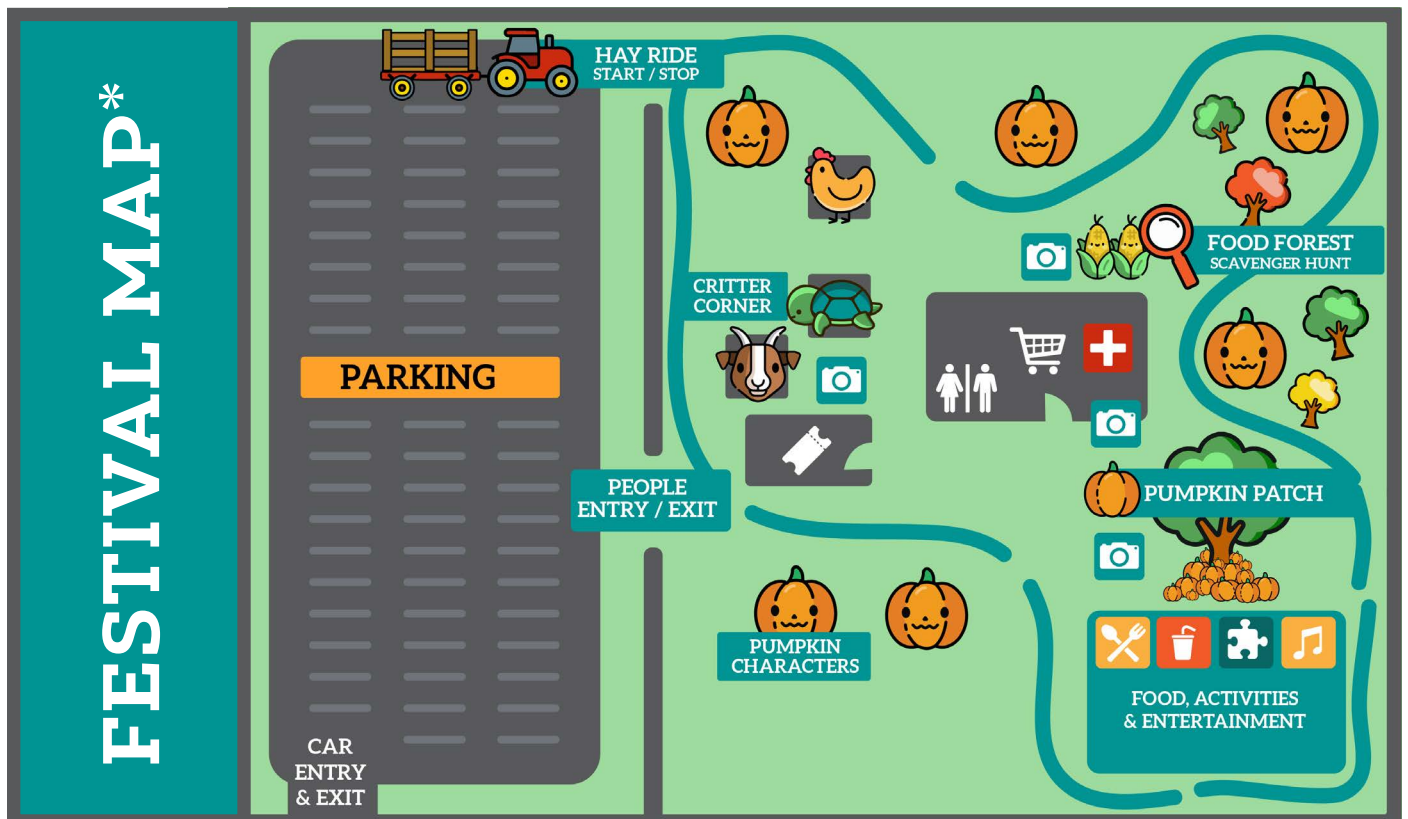 FESTIVAL MAP*
HAY RIDE
START / STOP
FOOD FOREST
SCAVENGER HUNT
CRITTER
CORNER
PARKING
PEOPLE
ENTRY / EXIT
PUMPKIN PATCH
PUMPKIN
CHARACTERS
FOOD, ACTIVITIES
& ENTERTAINMENT
CAR
ENTRY
& EXIT